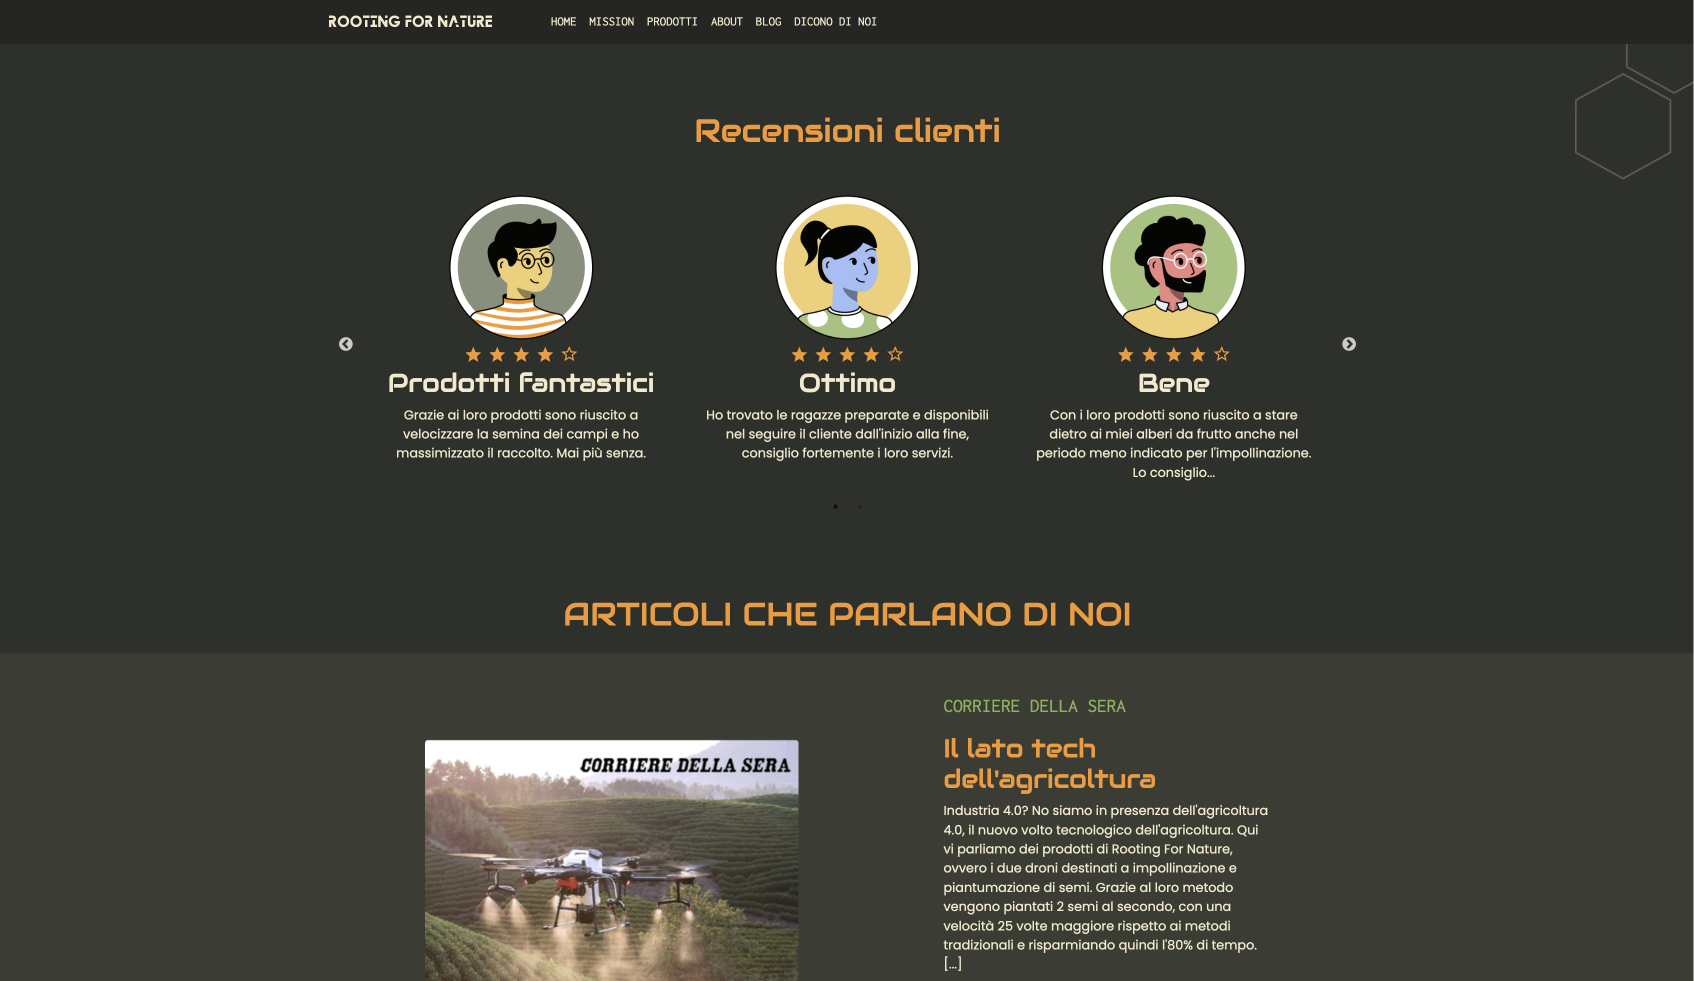 ROOTING FOR NATURE
HOME MISSION PRODOTTI ABOUT BLOG DICONO DI NOI
Recensioni clienti
Prodotti fantastici
Grazie ai loro prodotti sono riuscito a
velocizzare la semina dei campi e ho
massimizzato il raccolto. Mai più senza.
Ottimo
Ho trovato le ragazze preparate e disponibili
nel seguire il cliente dall'inizio alla fine,
consiglio fortemente i loro servizi.
Bene
Con i loro prodotti sono riuscito a stare
dietro ai miei alberi da frutto anche nel
periodo meno indicato per l'impollinazione.
Lo consiglio...
ARTICOLI CHE PARLANO DI NOI
CORRIERE DELLA SERA
CORRIERE DELLA SERA
Il lato tech
dell'agricoltura
Industria 4.0? No siamo in presenza dell'agricoltura
4.0, il nuovo volto tecnologico dell'agricoltura. Qui
vi parliamo dei prodotti di Rooting For Nature,
ovvero i due droni destinati a impollinazione e
piantumazione di semi. Grazie al loro metodo
vengono piantati 2 semi al secondo, con una
velocità 25 volte maggiore rispetto ai metodi
tradizionali e risparmiando quindi l'80% di tempo.
[...]